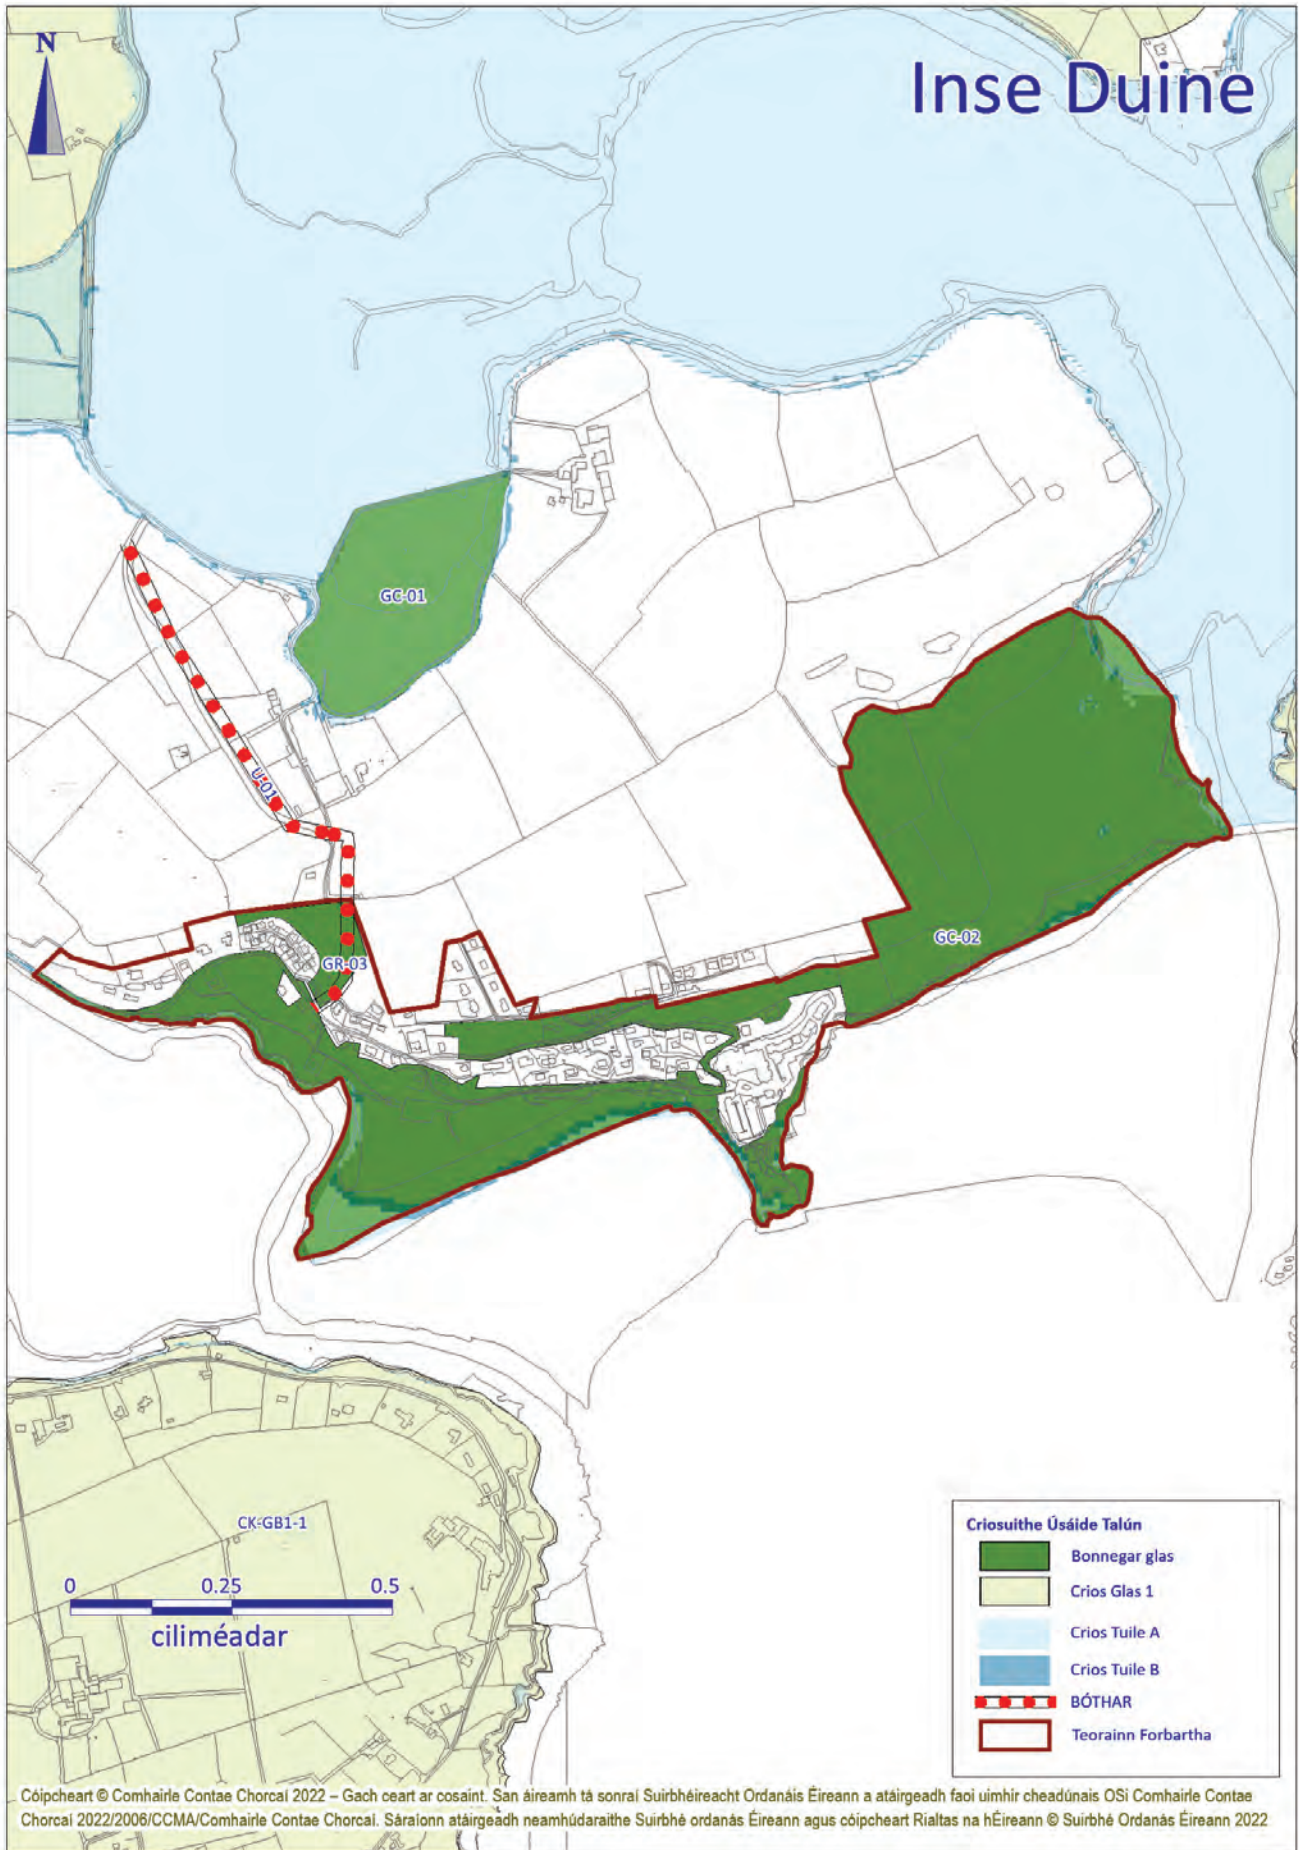 N
Inse Duine
GC-01
U-01
GR-03
GC-02
CK-GB1-1
0 0.25 0.5
ciliméadar
Criosuithe Úsáide Talún
Bonnegar glas
Crios Glas 1
Crios Tuile A
Crios Tuile B
BÓTHAR
Teorainn Forbartha
Cóipcheart © Comhairle Contae Chorcaí 2022 – Gach ceart ar cosaint. San áireamh tá sonraí Suirbhéireacht Ordanáis Éireann a atáirgeadh faoi uimhir cheadúnais OSi Comhairle Contae
Chorcaí 2022/2006/CCMA/Comhairle Contae Chorcaí. Sáraíonn atáirgeadh neamhúdaraithe Suirbhé ordanás Éireann agus cóipcheart Rialtas na hÉireann © Suirbhé Ordanás Éireann 2022